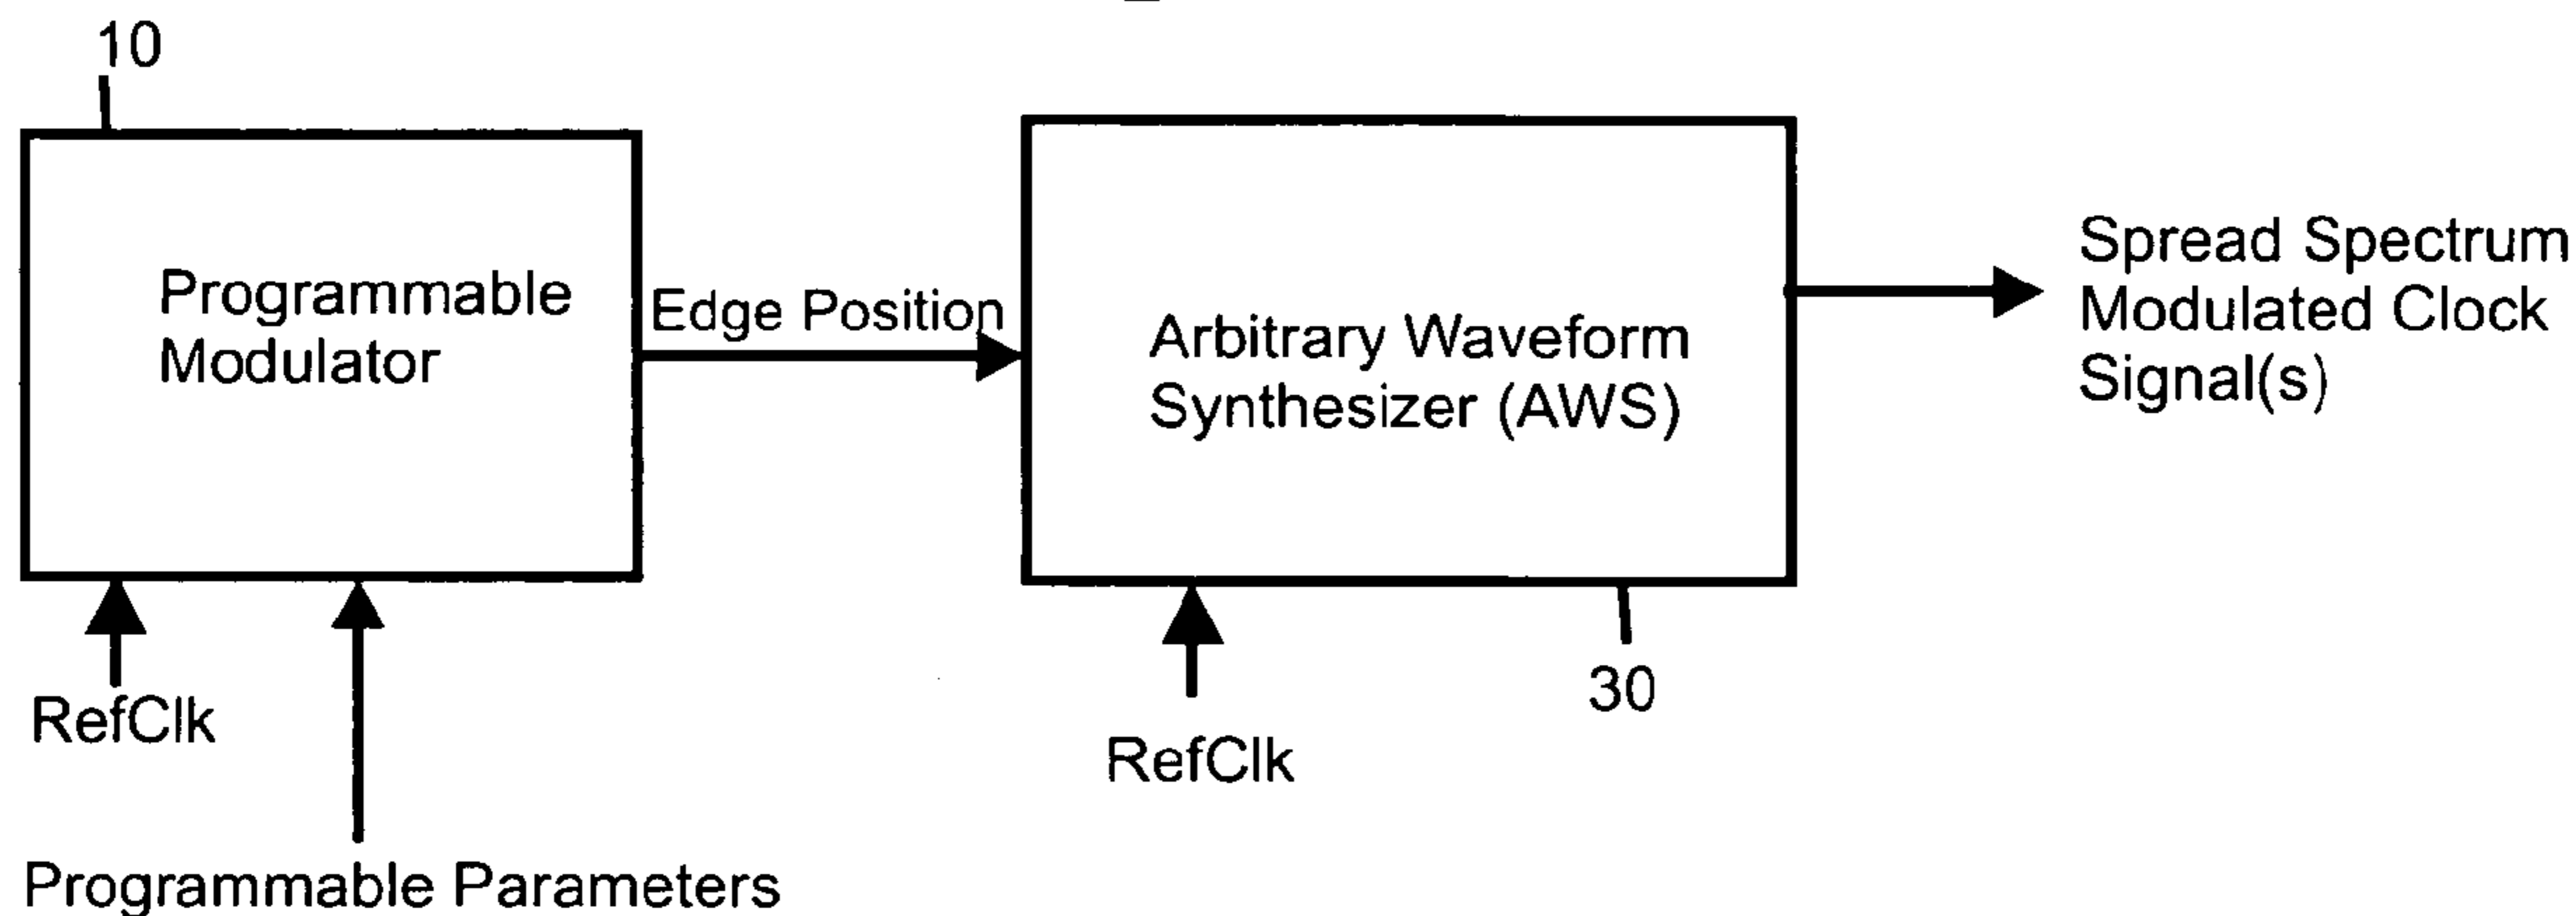 10
Programmable
Modulator
Edge Position
Arbitrary Waveform
Synthesizer (AWS)
Spread Spectrum
Modulated Clock
Signal(s)
RefClk
30
RefClk
Programmable Parameters